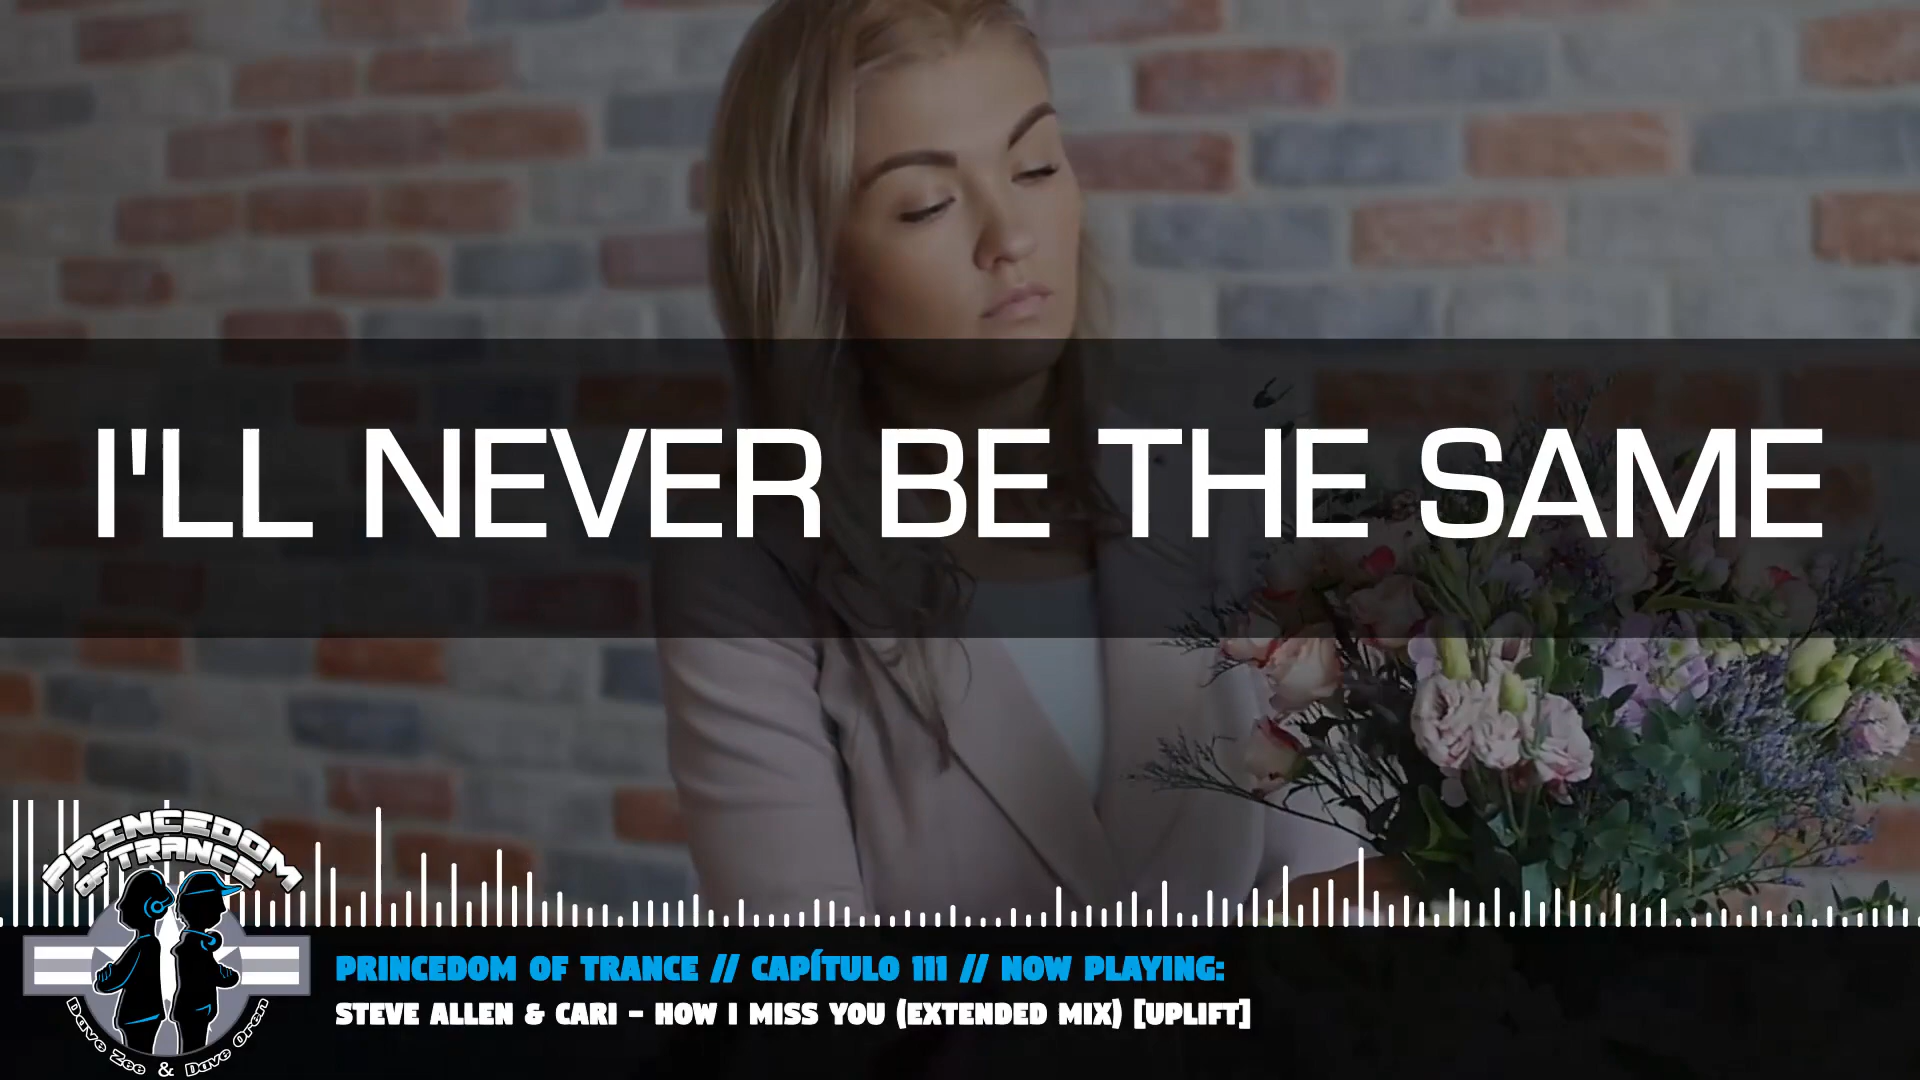 I'LL NEVER BE THE SAME
PRINCEDOM
OF TRANCE
PRINCEDOM OF TRANCE // CAPÍTULO 111 // NOW PLAYING:
STEVE ALLEN & CARI - HOW I MISS YOU (EXTENDED MIX) [UPLIFT]
Dave Zee & Dave Oren